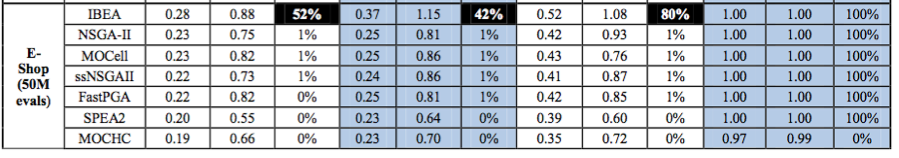 IBEA 0.28 0.88 52% 0.37 1.15 42% 0.52 1.08 80% 1.00 1.00 100%
NSGA-II 0.23 0.75 1% 0.25 0.81 1% 0.42 0.93 1% 1.00 1.00 100%
E-Shop (50M evals) MOCell 0.23 0.82 1% 0.25 0.86 1% 0.43 0.76 1% 1.00 1.00 100%
ssNSGAII 0.22 0.73 1% 0.24 0.86 1% 0.41 0.87 1% 1.00 1.00 100%
FastPGA 0.22 0.82 0% 0.25 0.81 1% 0.42 0.85 1% 1.00 1.00 100%
SPEA2 0.20 0.55 0% 0.23 0.64 0% 0.39 0.60 0% 1.00 1.00 100%
MOCHC 0.19 0.66 0% 0.23 0.70 0% 0.35 0.72 0% 0.97 0.99 0%